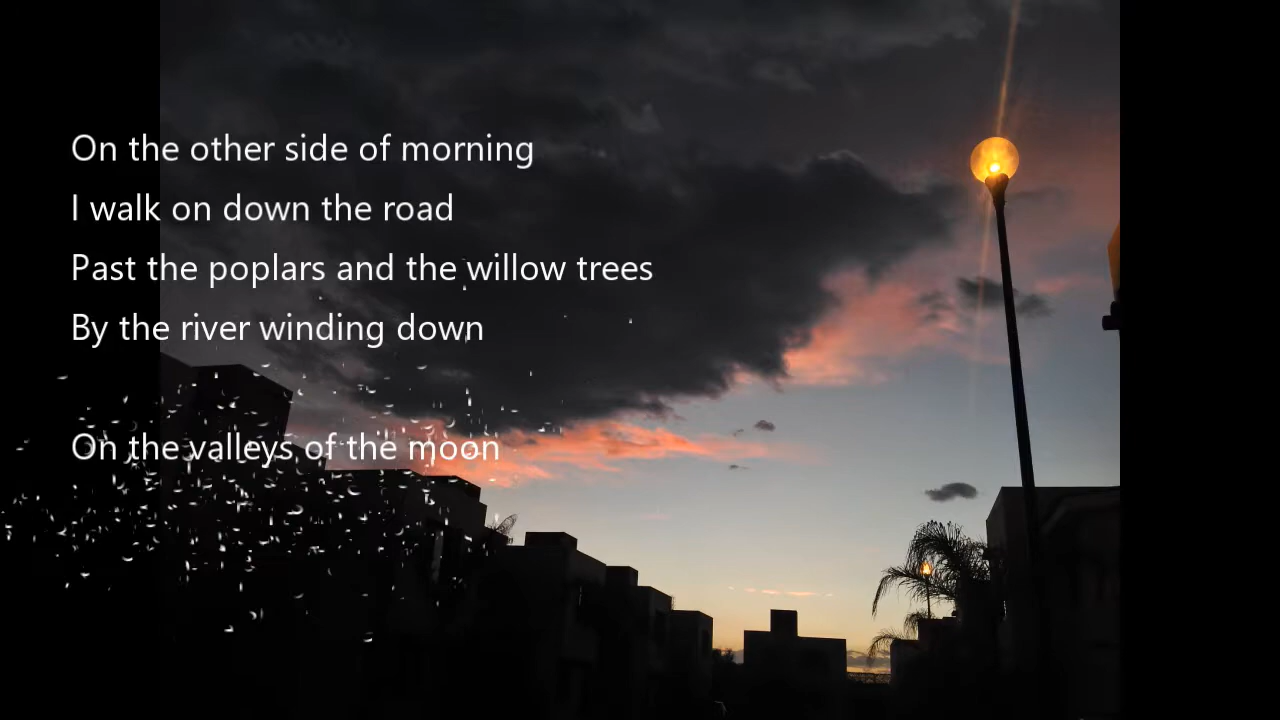 On the other side of morning
I walk on down the road
Past the poplars and the willow trees
By the river winding down
On the valleys of the moon